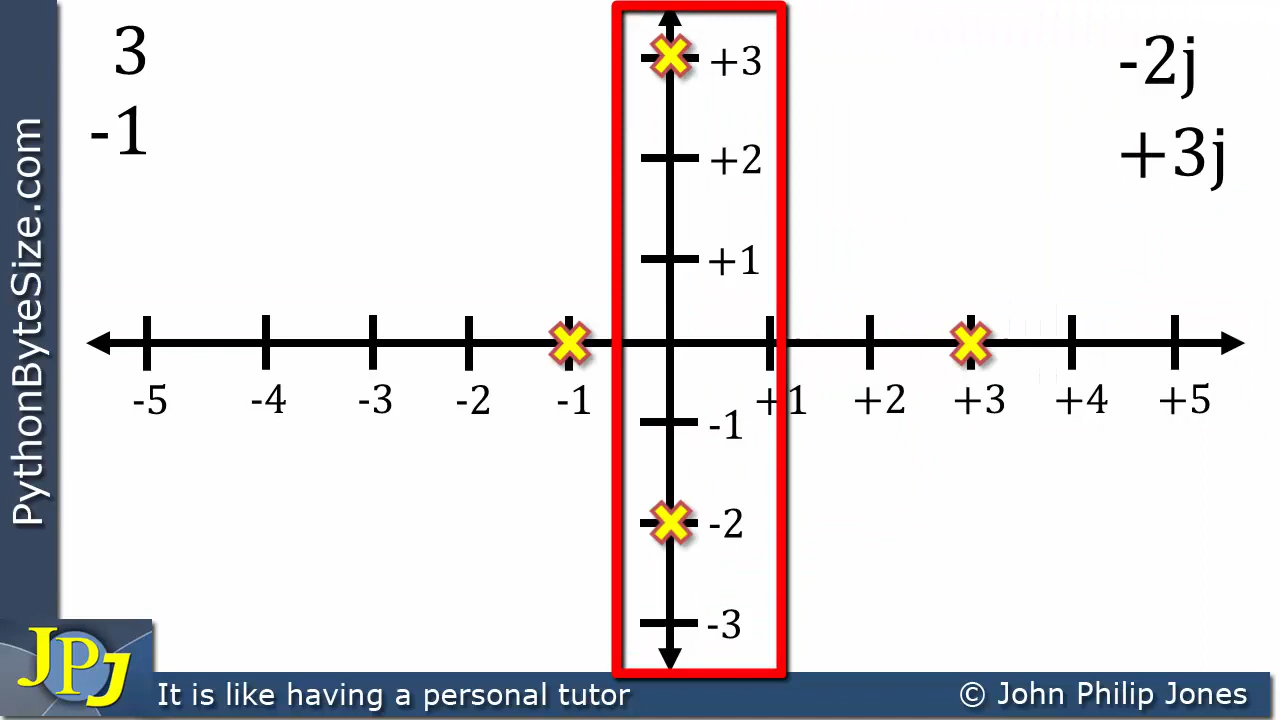 3
-1
-2j
+3j
+3
+2
+1
-5 -4 -3 -2 -1 +1 +2 +3 +4 +5
-1
-2
-3
PythonByteSize.com
JPJ
It is like having a personal tutor
© John Philip Jones